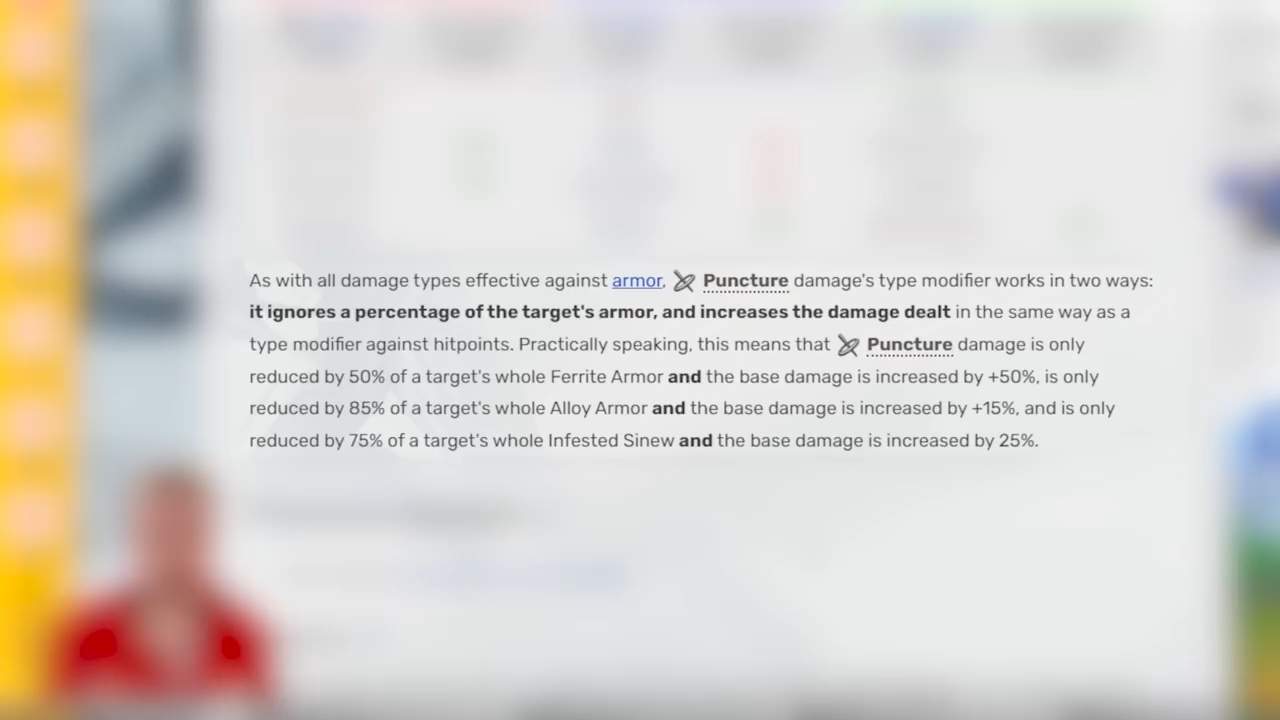 As with all damage types effective against armor, Puncture damage's type modifier works in two ways:
it ignores a percentage of the target's armor, and increases the damage dealt in the same way as a
type modifier against hitpoints. Practically speaking, this means that Puncture damage is only
reduced by 50% of a target's whole Ferrite Armor and the base damage is increased by +50%, is only
reduced by 85% of a target's whole Alloy Armor and the base damage is increased by +15%, and is only
reduced by 75% of a target's whole Infested Sinew and the base damage is increased by 25%.